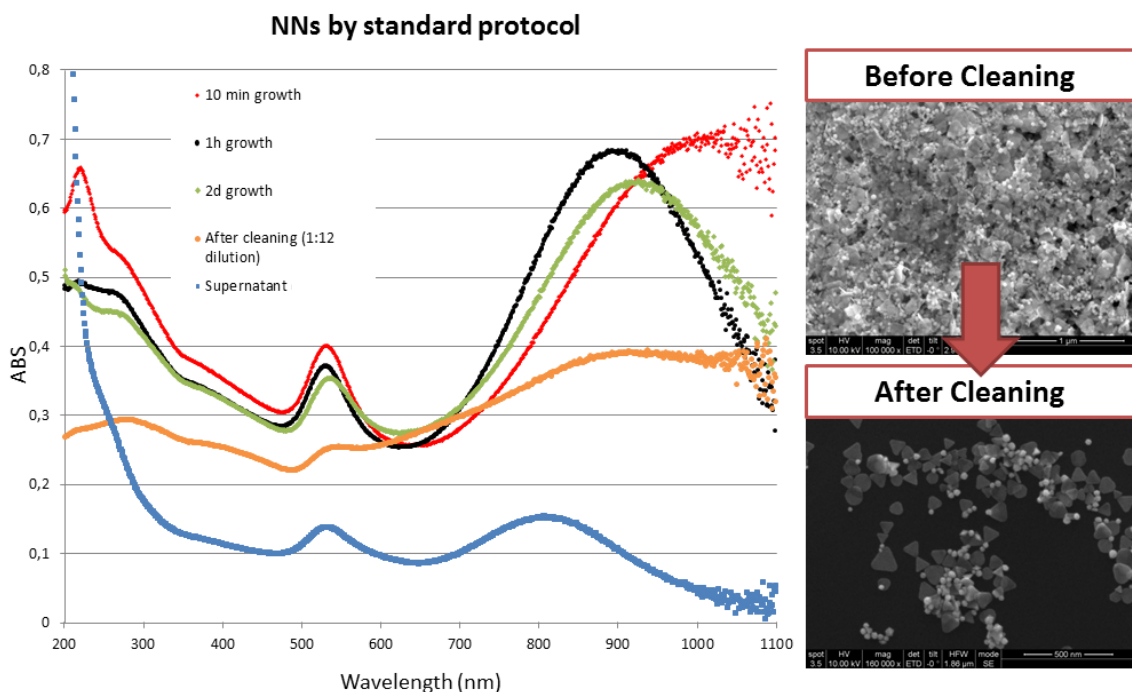 NNs by standard protocol
0,8
0,7
0,6
0,5
0,4
0,3
0,2
0,1
0
ABS
200 300 400 500 600 700 800 900 1000 1100
Wavelength (nm)
10 min growth
1h growth
2d growth
After cleaning (1:12
dilution)
Supernatant
Before Cleaning
spot HV mag det tilt
3.5 10.00 kV 100 000 x ETD -0 ° 1 µm
After Cleaning
spot HV mag det tilt HFW mode
3.5 10.00 kV 160 000 x ETD -0 ° 1.86 µm SE 500 nm